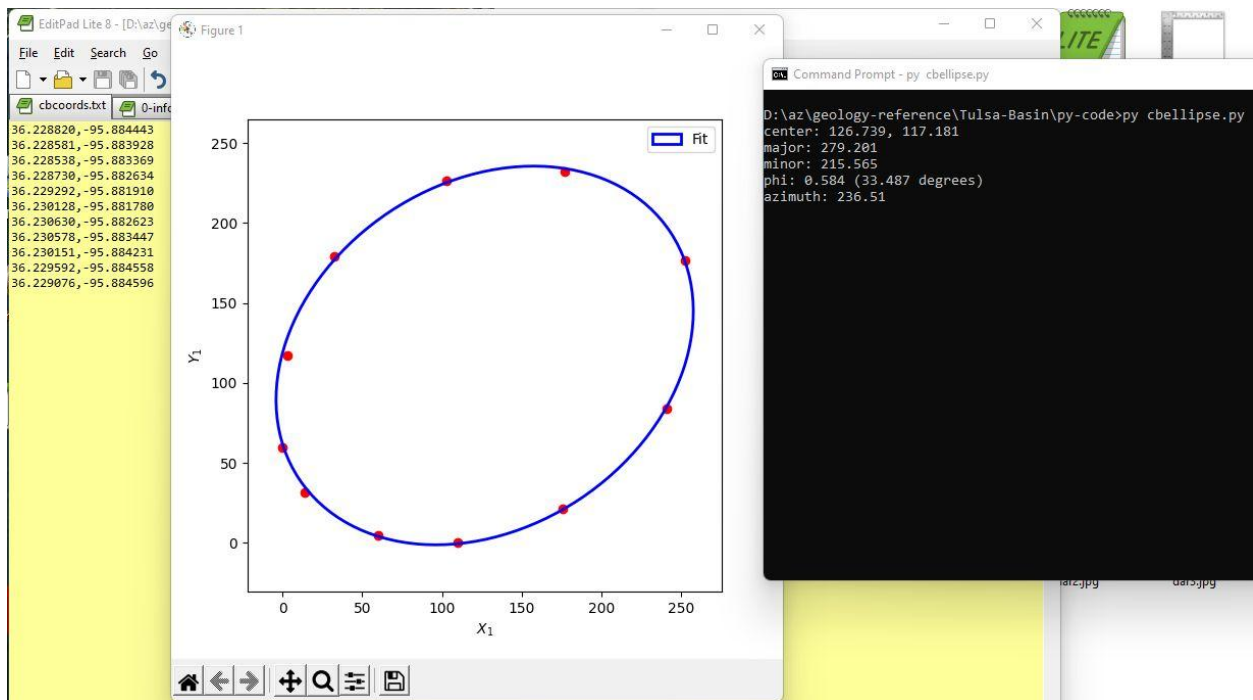 EditPad Lite 8 - [D:\az\ge
File Edit Search Go
cbcoords.txt 0-info
36.228820,-95.884443
36.228581,-95.883928
36.228538,-95.883369
36.228730,-95.882634
36.229292,-95.881910
36.230128,-95.881780
36.230630,-95.882623
36.230578,-95.883447
36.230151,-95.884231
36.229592,-95.884558
36.229076,-95.884596
Figure 1
Fit
250
200
150
100
50
0
Y1
0 50 100 150 200 250
X1
LITE
Command Prompt - py cbellipse.py
D:\az\geology-reference\Tulsa-Basin\py-code>py cbellipse.py
center: 126.739, 117.181
major: 279.201
minor: 215.565
phi: 0.584 (33.487 degrees)
azimuth: 236.51